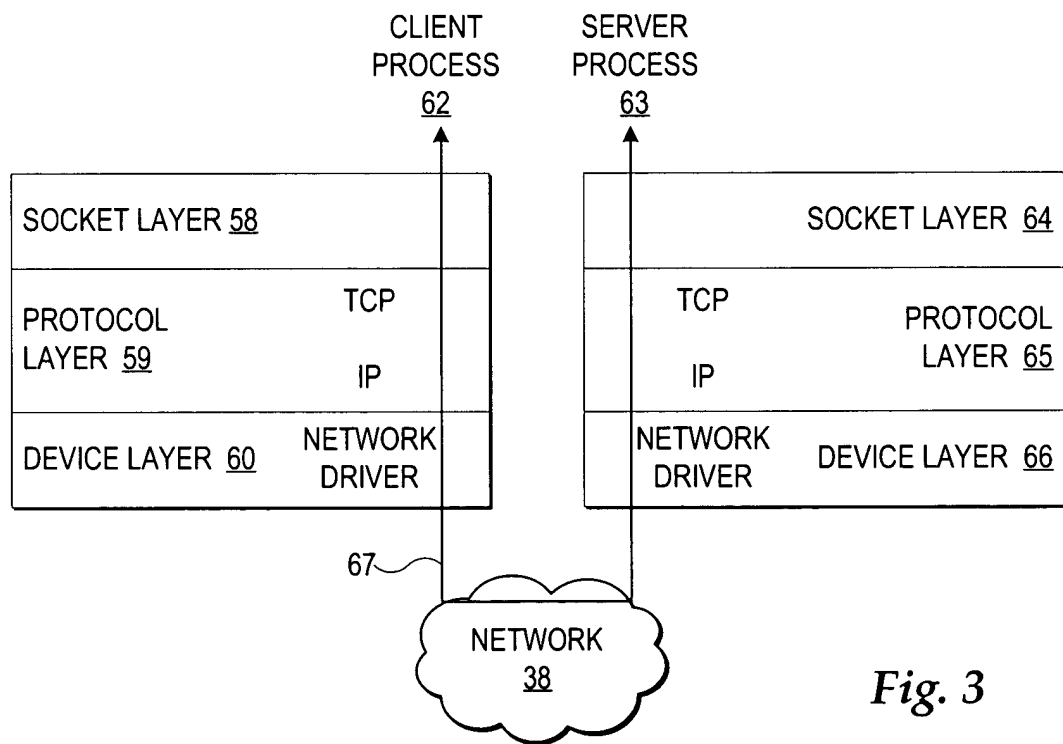 CLIENT
PROCESS
62
SERVER
PROCESS
63
SOCKET LAYER 58
TCP
PROTOCOL
LAYER 59
IP
DEVICE LAYER 60
NETWORK
DRIVER
SOCKET LAYER 64
TCP
PROTOCOL
LAYER 65
IP
NETWORK
DRIVER
DEVICE LAYER 66
67
NETWORK
38
Fig. 3